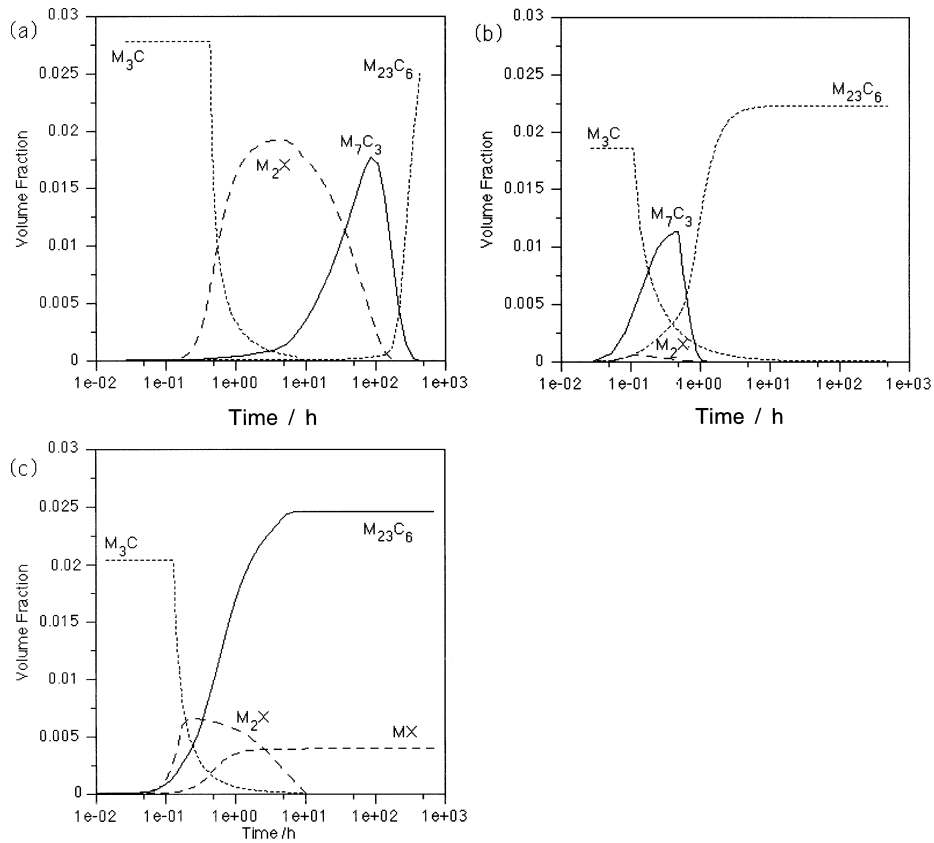 (a)
Volume Fraction
0.03
0.025
0.02
0.015
0.01
0.005
0
M3C
M2X
M7C3
M23C6
1e-02 1e-01 1e+00 1e+01 1e+02 1e+03
Time / h
(b)
Volume Fraction
0.03
0.025
0.02
0.015
0.01
0.005
0
M3C
M7C3
M2X
M23C6
1e-02 1e-01 1e+00 1e+01 1e+02 1e+03
Time / h
(c)
Volume Fraction
0.03
0.025
0.02
0.015
0.01
0.005
0
M3C
M23C6
M2X
MX
1e-02 1e-01 1e+00 1e+01 1e+02 1e+03
Time /h